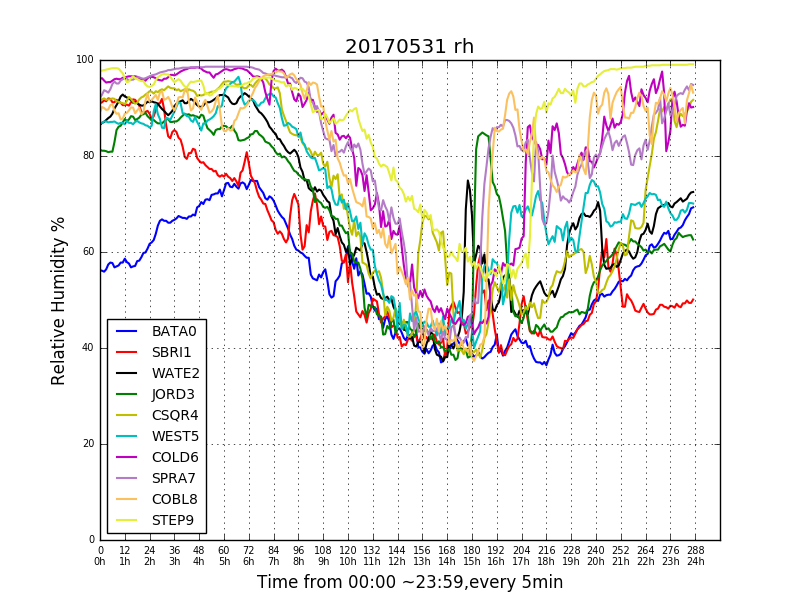 20170531 rh
Relative Humidity %
100
80
60
40
20
0
BATA0
SBRI1
WATE2
JORD3
CSQR4
WEST5
COLD6
SPRA7
COBL8
STEP9
0 12 24 36 48 60 72 84 96 108 120 132 144 156 168 180 192 204 216 228 240 252 264 276 288
0h 1h 2h 3h 4h 5h 6h 7h 8h 9h 10h 11h 12h 13h 14h 15h 16h 17h 18h 19h 20h 21h 22h 23h 24h
Time from 00:00 ~23:59,every 5min